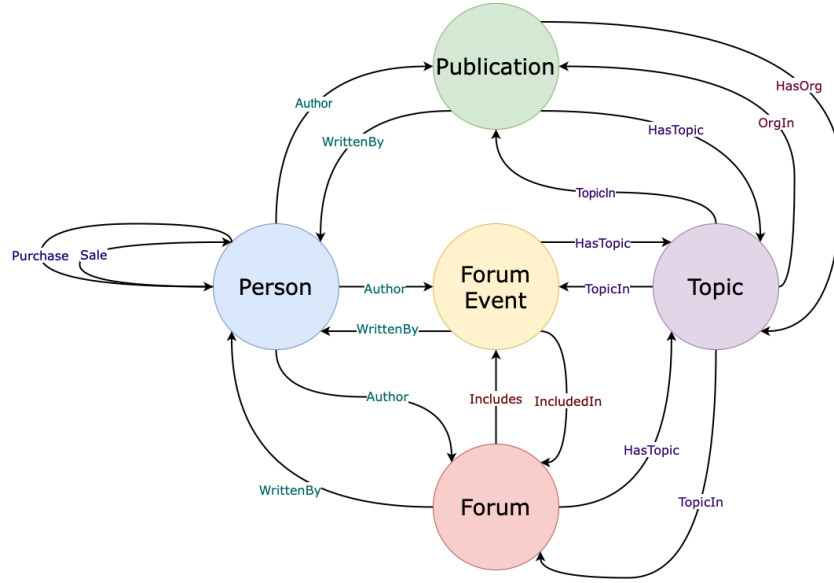 Publication
HasOrg
Author
OrgIn
HasTopic
WrittenBy
TopicIn
Purchase
Sale
HasTopic
Person
Author
Forum
Event
TopicIn
Topic
WrittenBy
Author
Includes
IncludedIn
HasTopic
WrittenBy
Forum
TopicIn